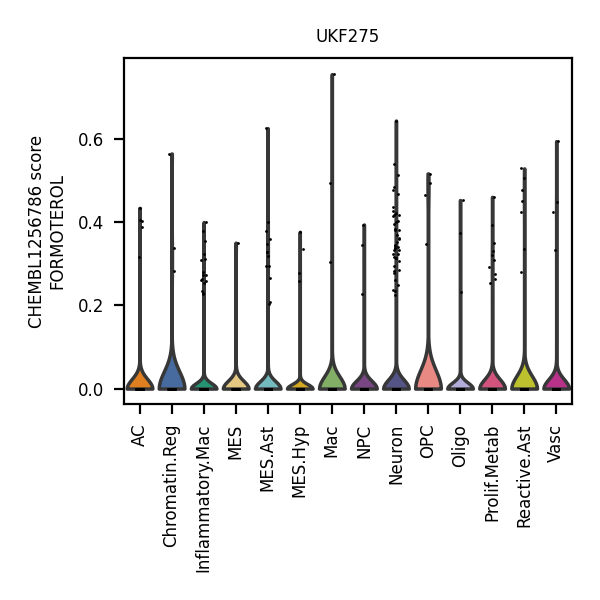 UKF275
CHEMBL1256786 score
FORMOTEROL
0.6
0.4
0.2
0.0
AC
Chromatin.Reg
Inflammatory.Mac
MES
MES.Ast
MES.Hyp
Mac
NPC
Neuron
OPC
Oligo
Prolif.Metab
Reactive.Ast
Vasc